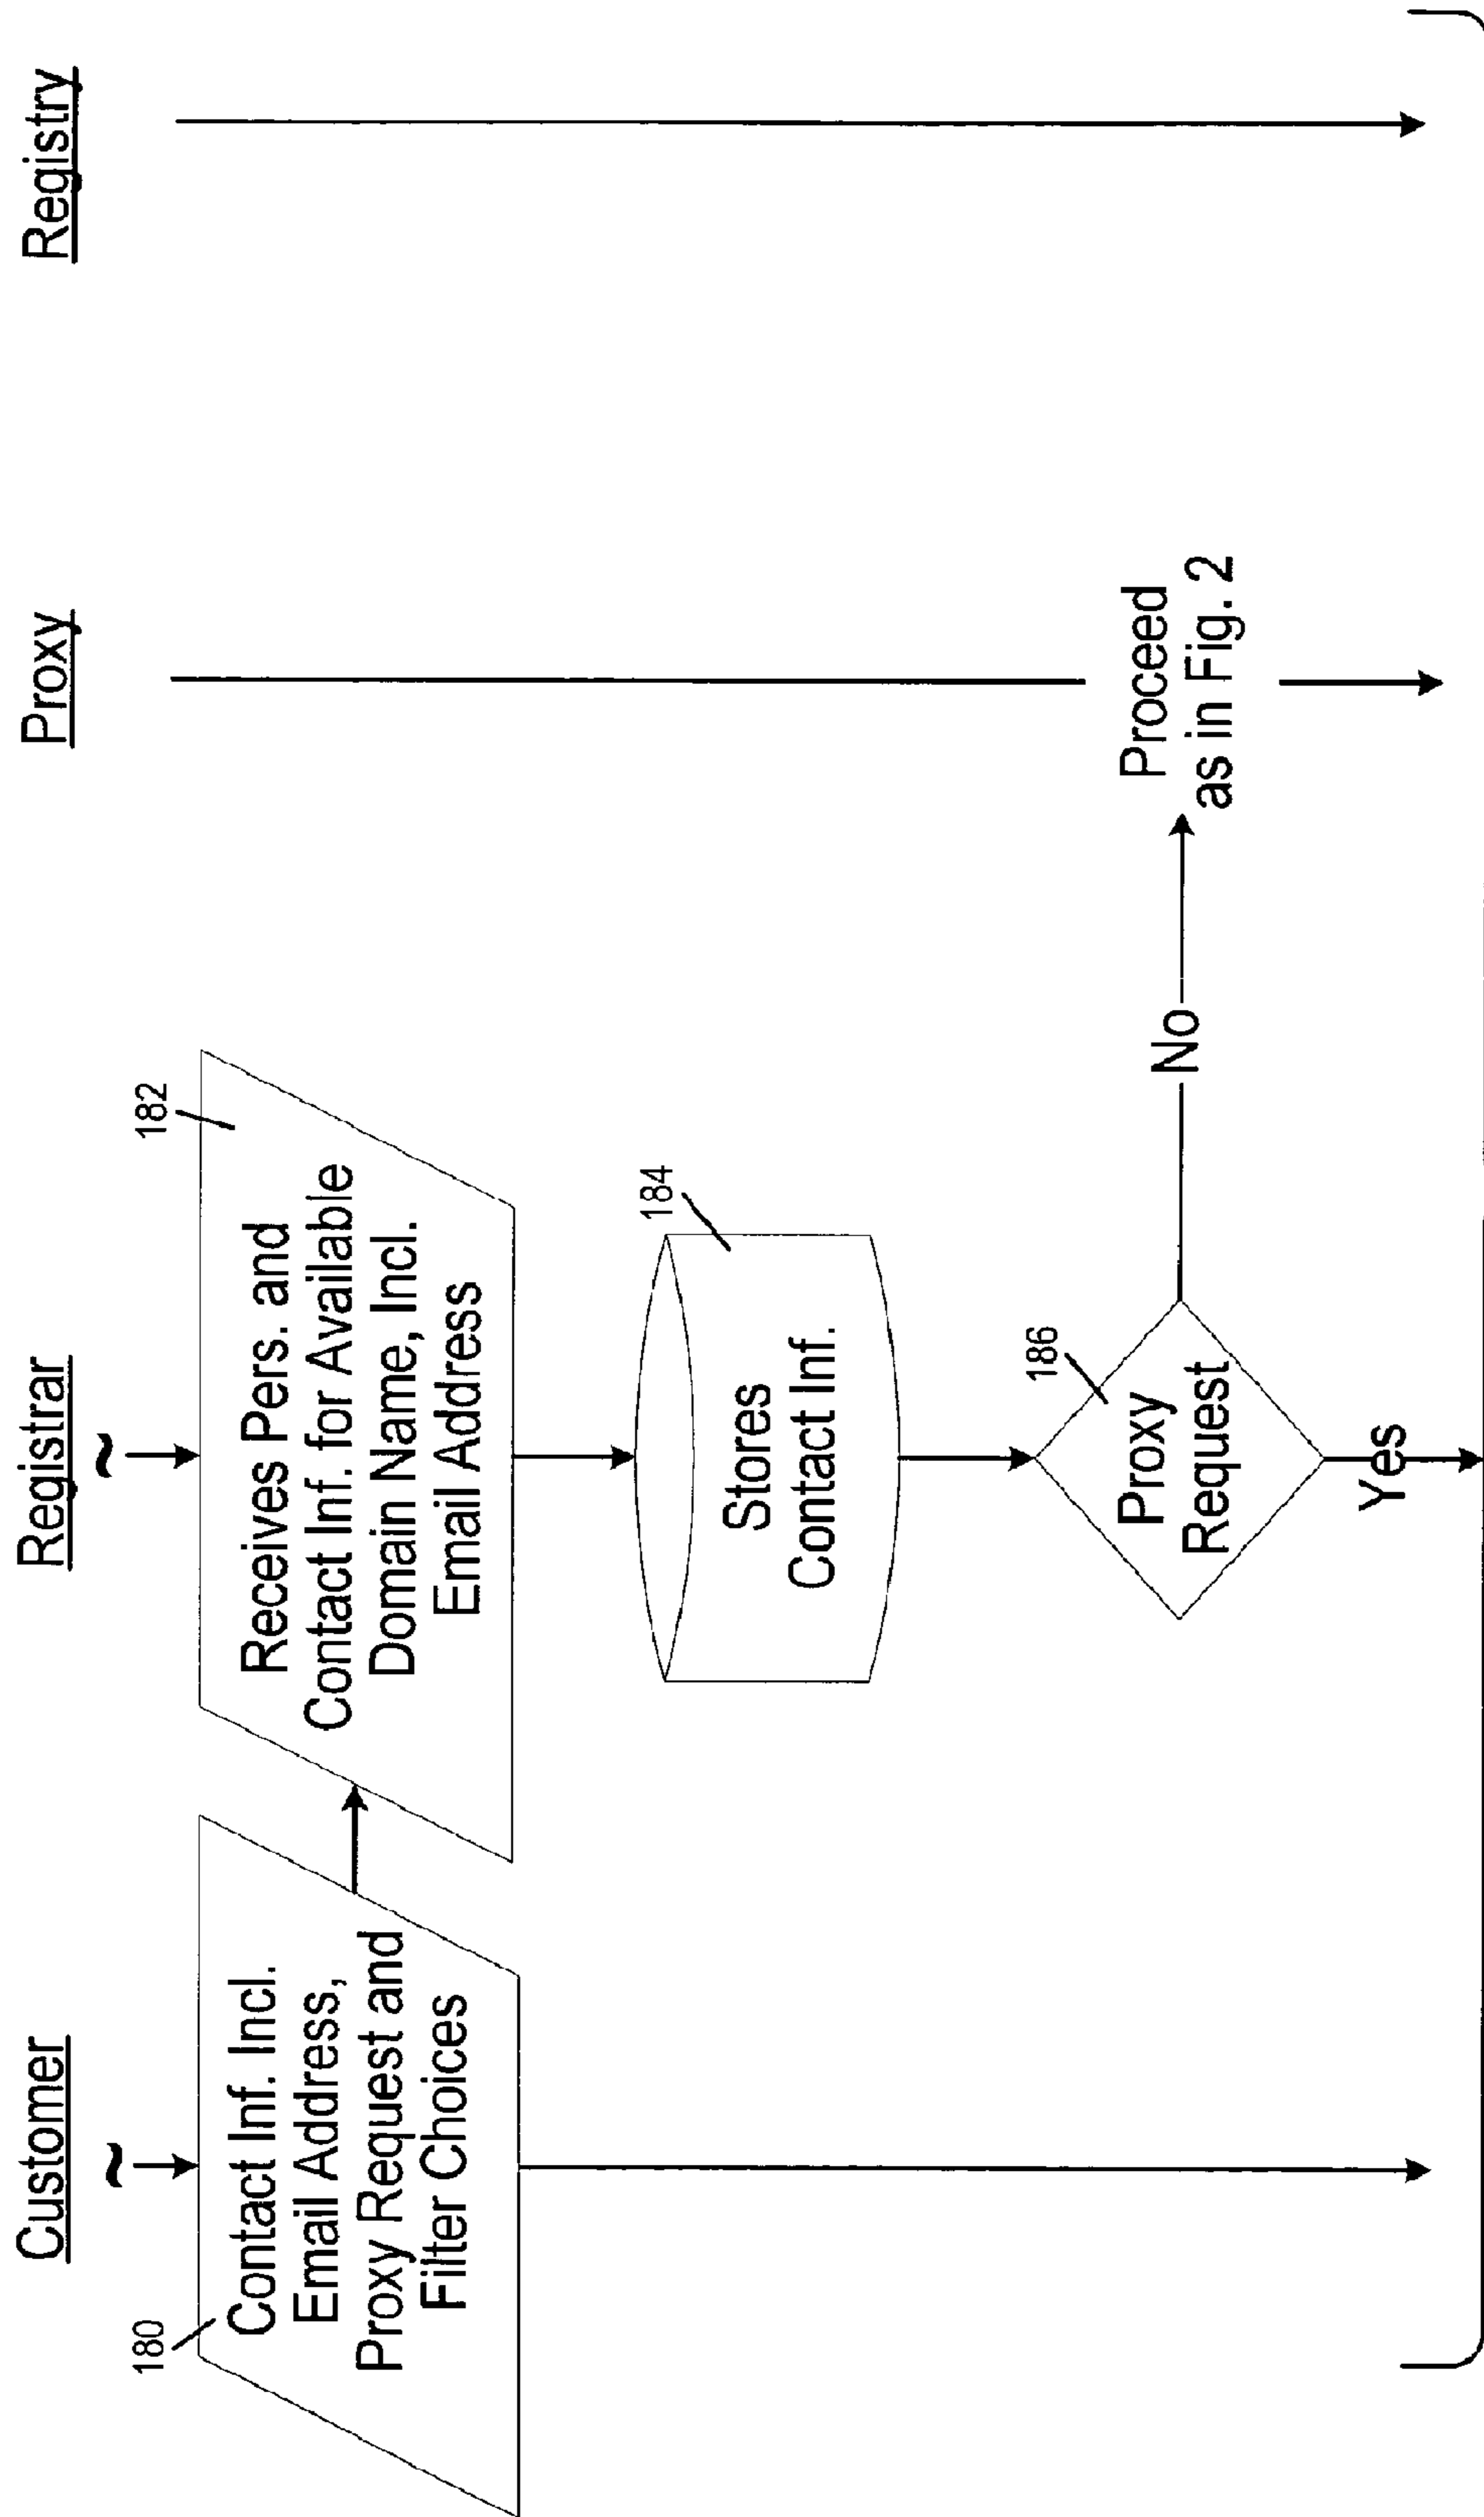 Customer
Registrar
Proxy
Registry
≈
≈
180
Contact Inf. Incl.
Email Address,
Proxy Request and
Filter Choices
182
Receives Pers. and
Contact Inf. for Available
Domain Name, Incl.
Email Address
184
Stores
Contact Inf.
186
Proxy
Request
No
Proceed
as in Fig. 2
Yes